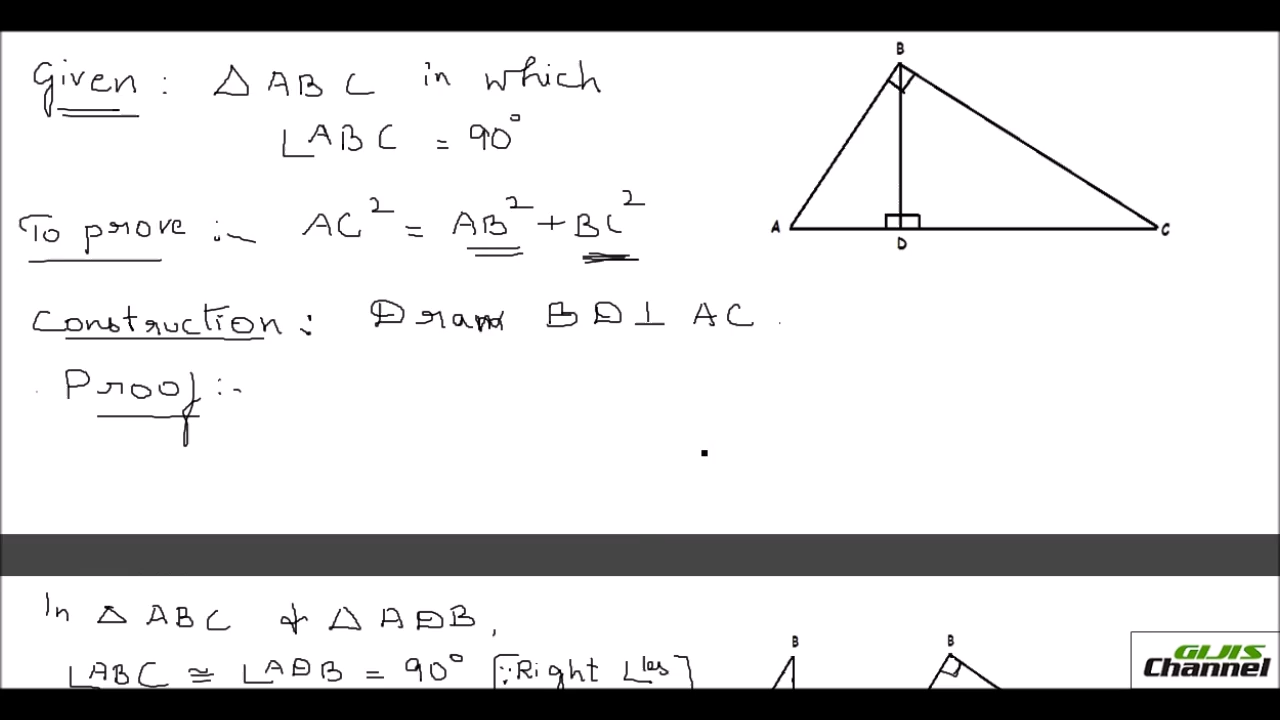 Given : △ ABC in which
∟ABC = 90°
To prove :- AC² = AB² + BC²
Construction : Draw BD ⊥ AC .
Proof :-
B
A
D
C
In △ ABC & △ ADB,
∟ABC ≅ ∟ADB = 90° [∵ Right ∟les]
B
B
GIJIS
Channel